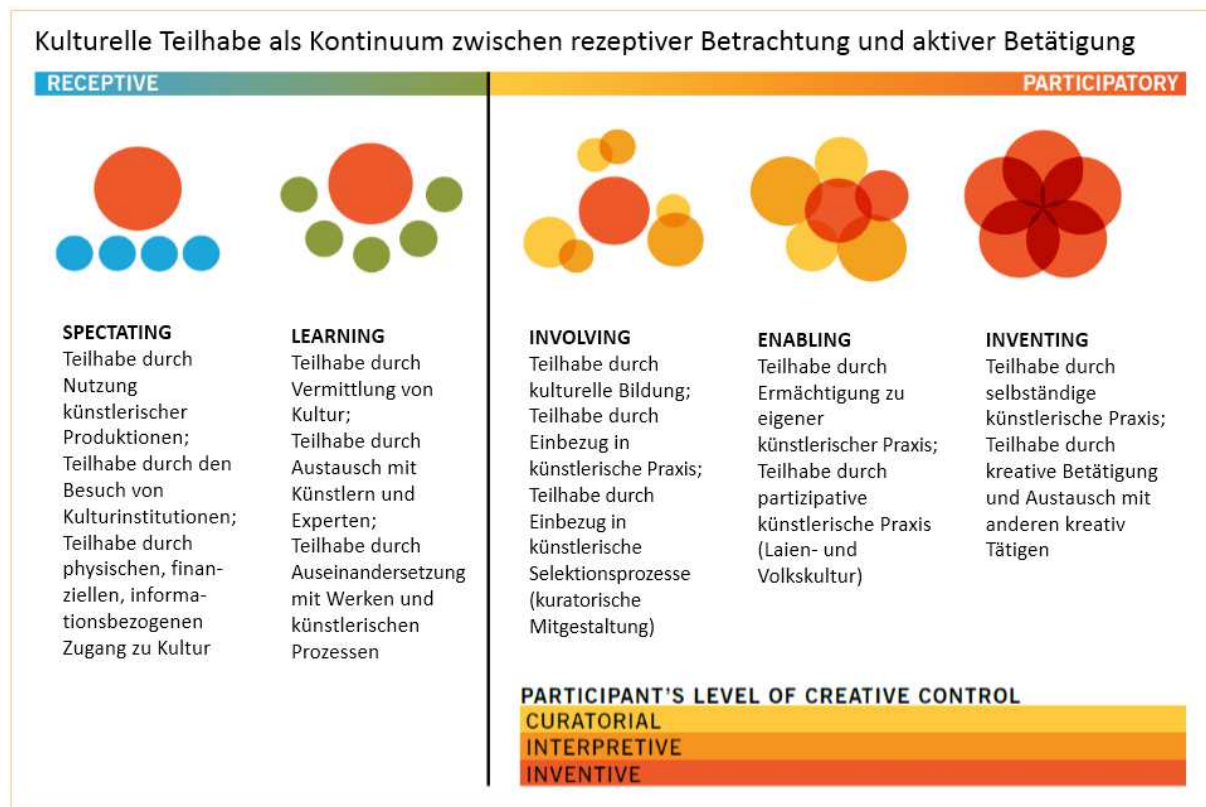 Kulturelle Teilhabe als Kontinuum zwischen rezeptiver Betrachtung und aktiver Betätigung
RECEPTIVE
PARTICIPATORY
SPECTATING
Teilhabe durch
Nutzung
künstlerischer
Produktionen;
Teilhabe durch den
Besuch von
Kulturinstitutionen;
Teilhabe durch
physischen, finan-
ziellen, informa-
tionsbezogenen
Zugang zu Kultur
LEARNING
Teilhabe durch
Vermittlung von
Kultur;
Teilhabe durch
Austausch mit
Künstlern und
Experten;
Teilhabe durch
Auseinandersetzung
mit Werken und
künstlerischen
Prozessen
INVOLVING
Teilhabe durch
kulturelle Bildung;
Teilhabe durch
Einbezug in
künstlerische Praxis;
Teilhabe durch
Einbezug in
künstlerische
Selektionsprozesse
(kuratorische
Mitgestaltung)
ENABLING
Teilhabe durch
Ermächtigung zu
eigener
künstlerischer Praxis;
Teilhabe durch
partizipative
künstlerische Praxis
(Laien- und
Volkskultur)
INVENTING
Teilhabe durch
selbständige
künstlerische Praxis;
Teilhabe durch
kreative Betätigung
und Austausch mit
anderen kreativ
Tätigen
PARTICIPANT'S LEVEL OF CREATIVE CONTROL
CURATORIAL
INTERPRETIVE
INVENTIVE